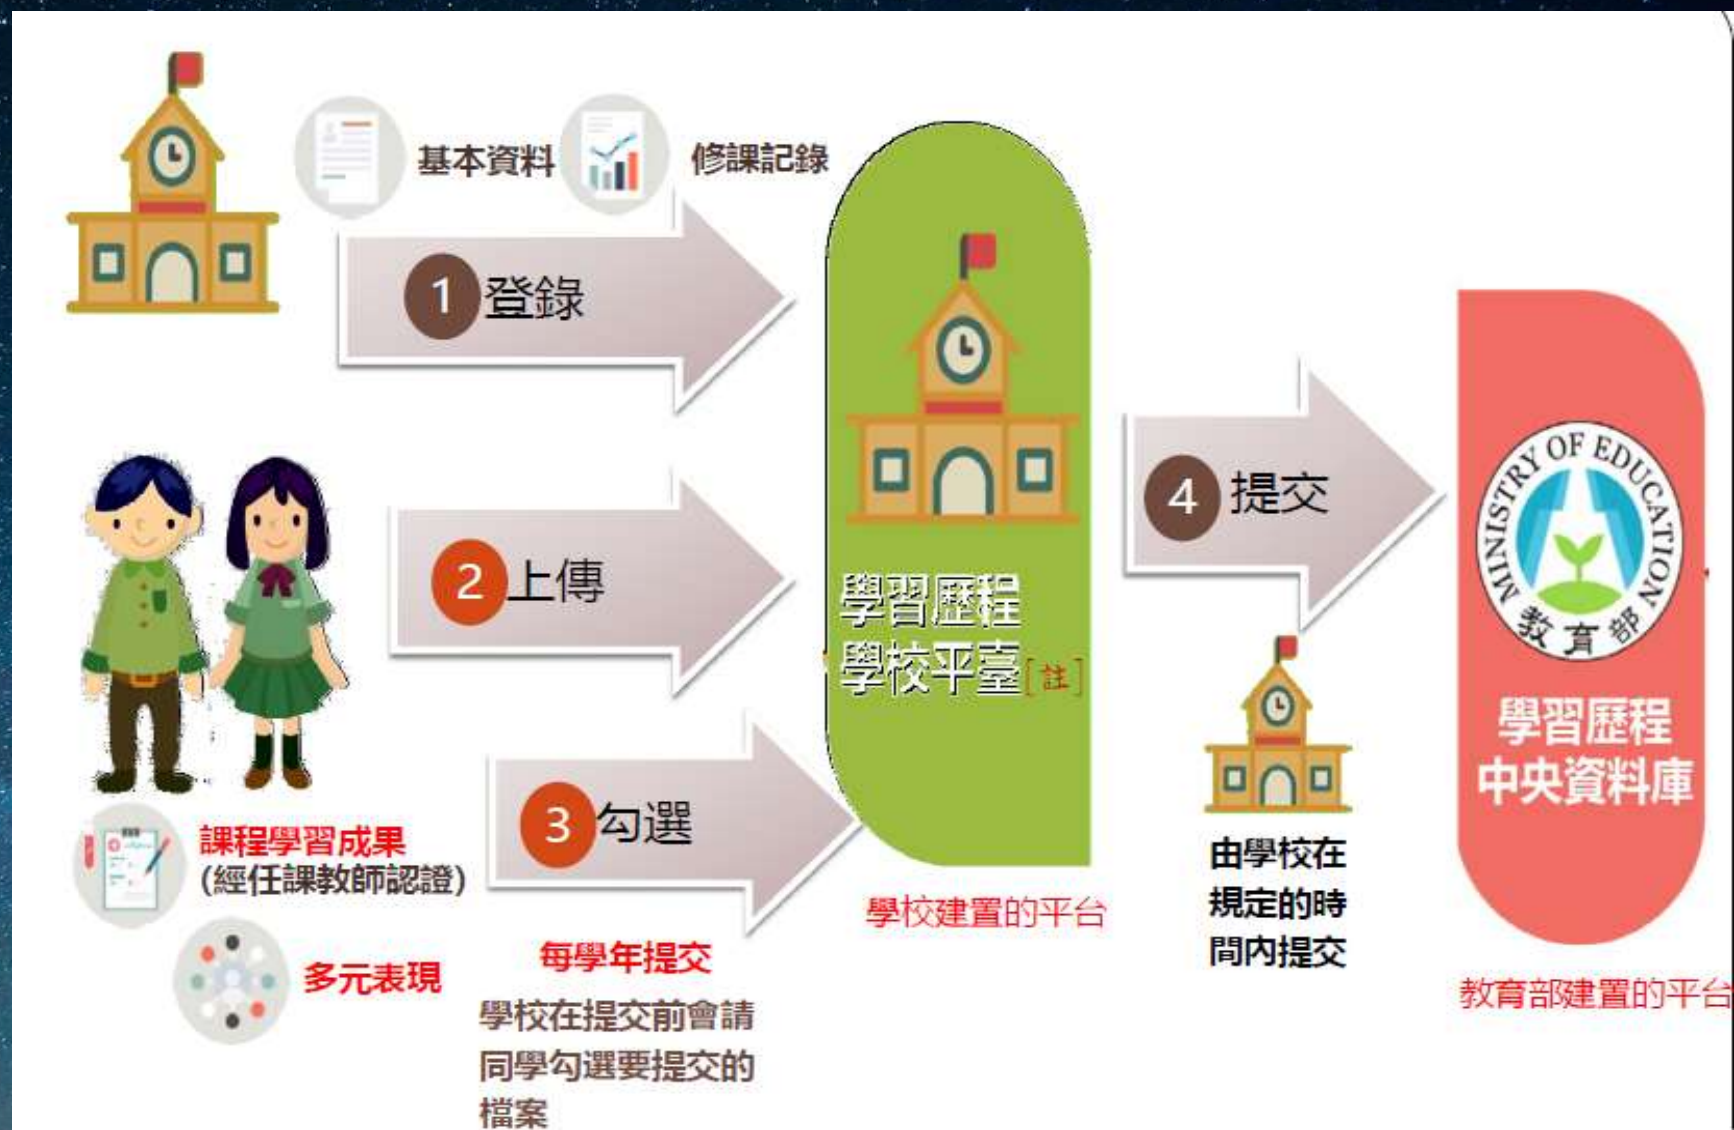 基本資料
修課記錄
1 登錄
2 上傳
3 勾選
課程學習成果
(經任課教師認證)
多元表現
每學年提交
學校在提交前會請
同學勾選要提交的
檔案
學習歷程
學校平臺[註]
學校建置的平台
4 提交
由學校在
規定的時
間內提交
MINISTRY OF EDUCATION
教育部
學習歷程
中央資料庫
教育部建置的平台